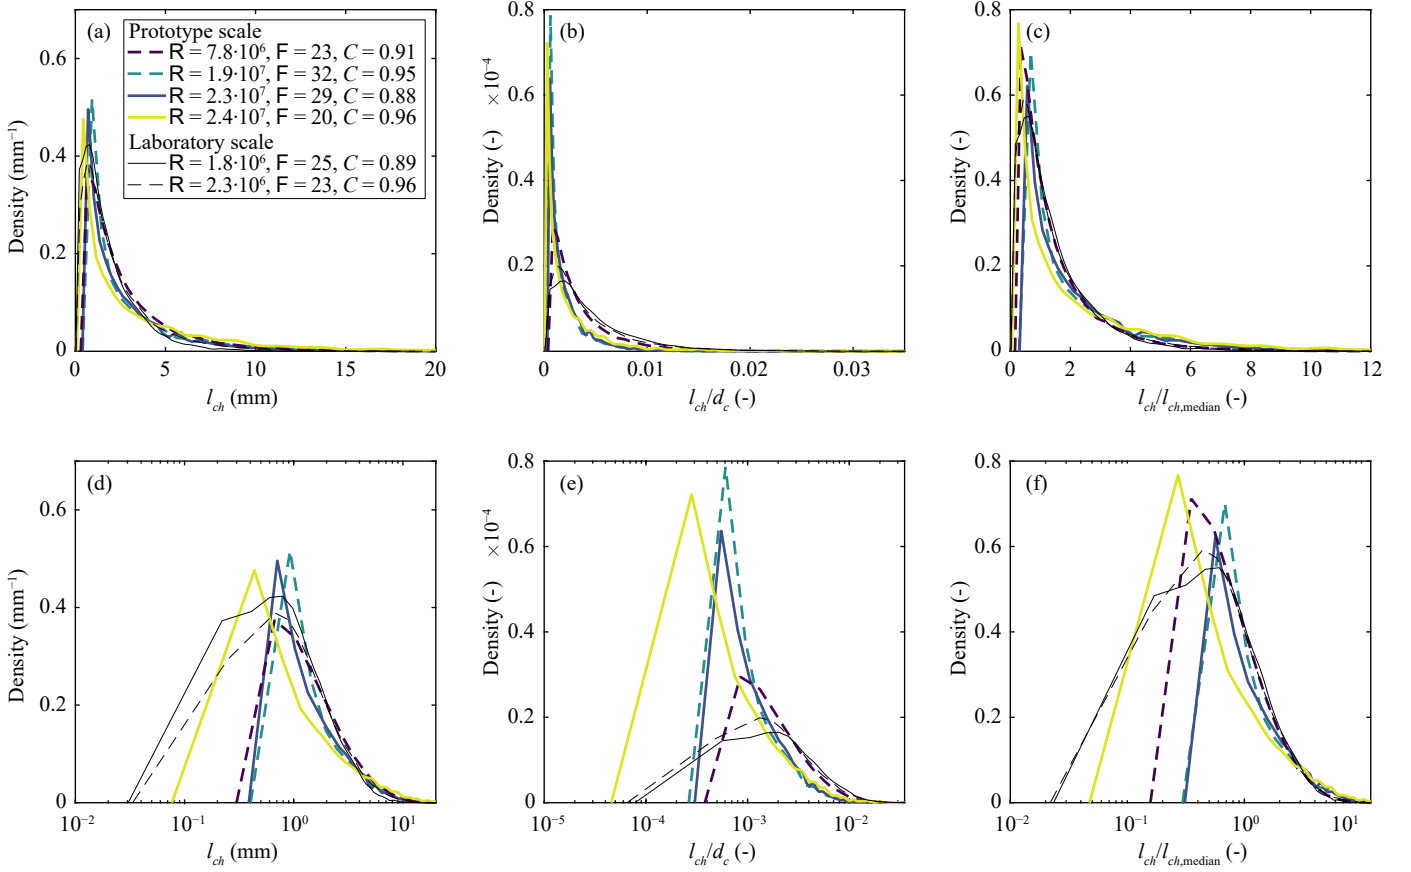 (a)
Prototype scale
R = 7.8·10⁶, F = 23, C = 0.91
R = 1.9·10⁷, F = 32, C = 0.95
R = 2.3·10⁷, F = 29, C = 0.88
R = 2.4·10⁷, F = 20, C = 0.96
Laboratory scale
R = 1.8·10⁶, F = 25, C = 0.89
R = 2.3·10⁶, F = 23, C = 0.96
Density (mm⁻¹)
0.6
0.4
0.2
0
0 5 10 15 20
l_ch (mm)
(b)
Density (-) ×10⁻⁴
0.8
0.6
0.4
0.2
0
0 0.01 0.02 0.03
l_ch/d_c (-)
(c)
Density (-)
0.8
0.6
0.4
0.2
0
0 2 4 6 8 10 12
l_ch/l_ch,median (-)
(d)
Density (mm⁻¹)
0.6
0.4
0.2
0
10⁻² 10⁻¹ 10⁰ 10¹
l_ch (mm)
(e)
Density (-) ×10⁻⁴
0.8
0.6
0.4
0.2
0
10⁻⁵ 10⁻⁴ 10⁻³ 10⁻²
l_ch/d_c (-)
(f)
Density (-)
0.8
0.6
0.4
0.2
0
10⁻² 10⁻¹ 10⁰ 10¹
l_ch/l_ch,median (-)